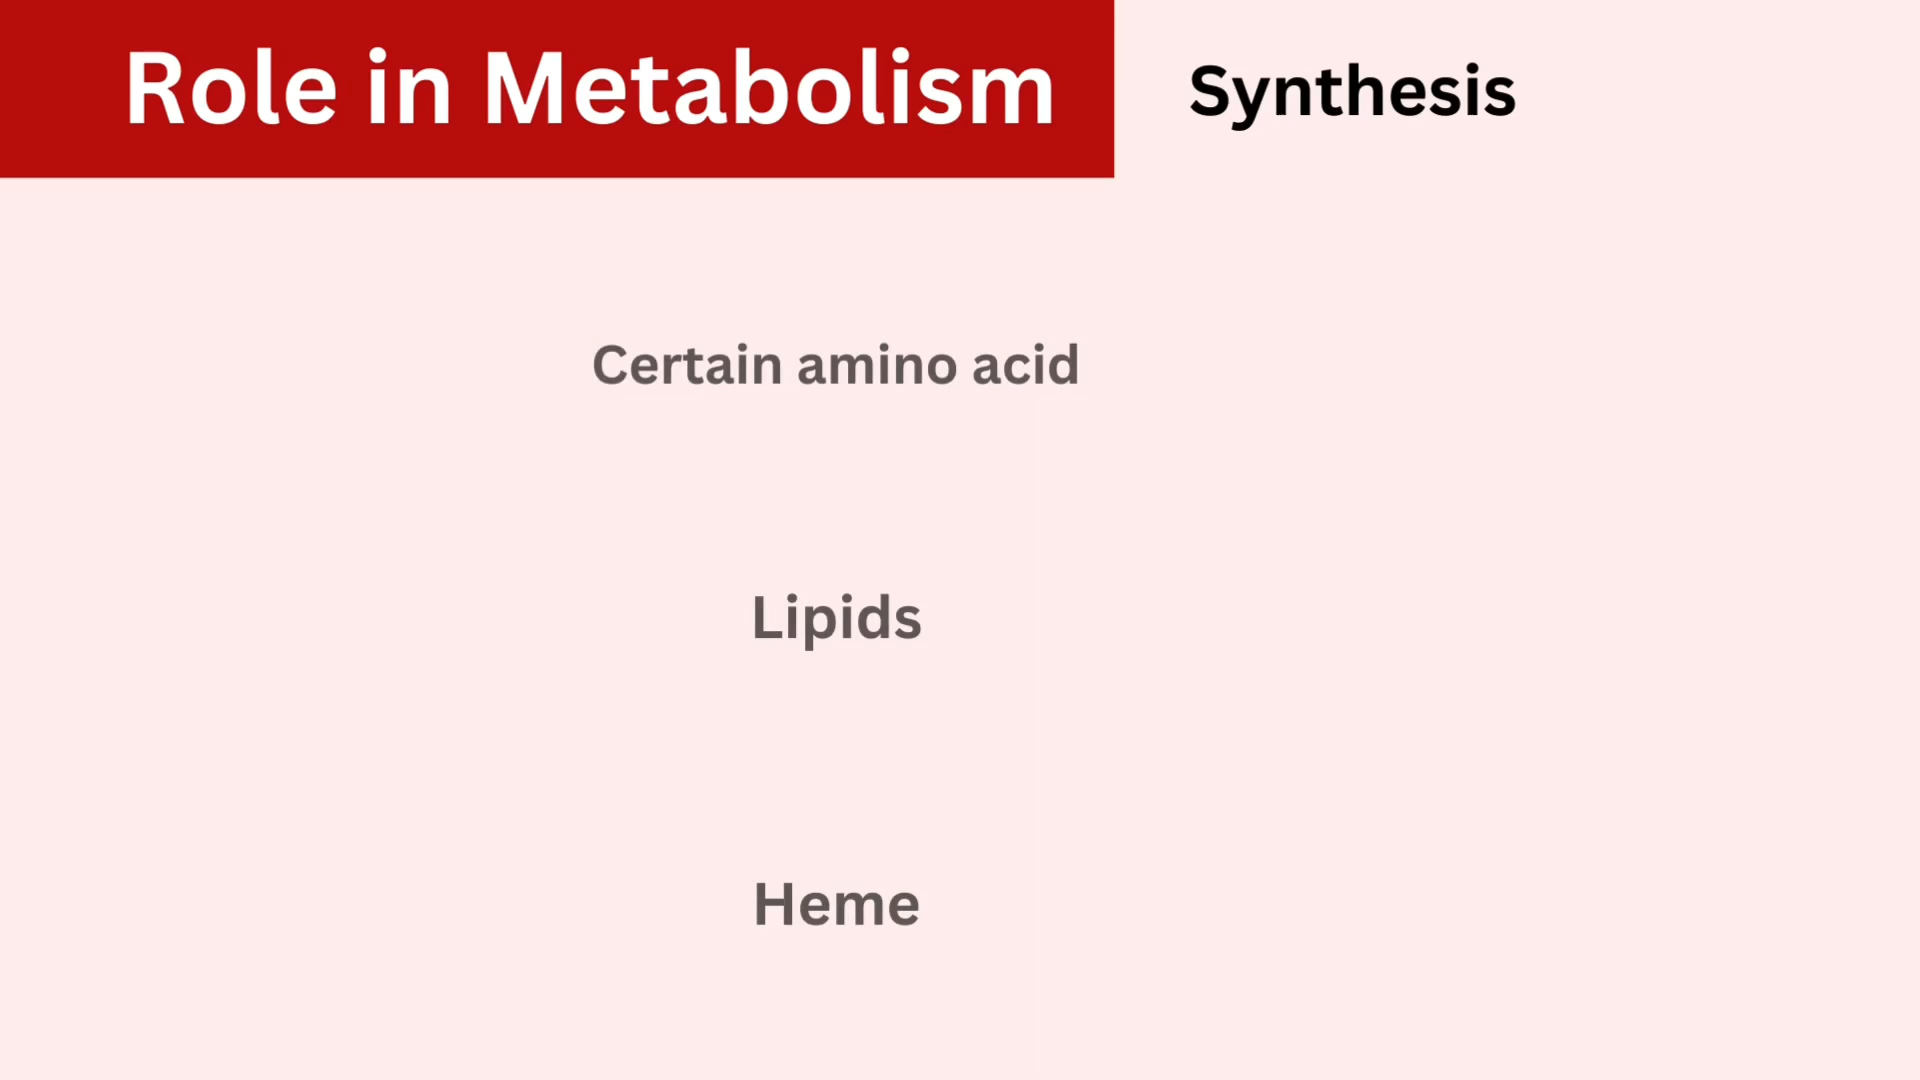 Role in Metabolism
Synthesis
Certain amino acid
Lipids
Heme